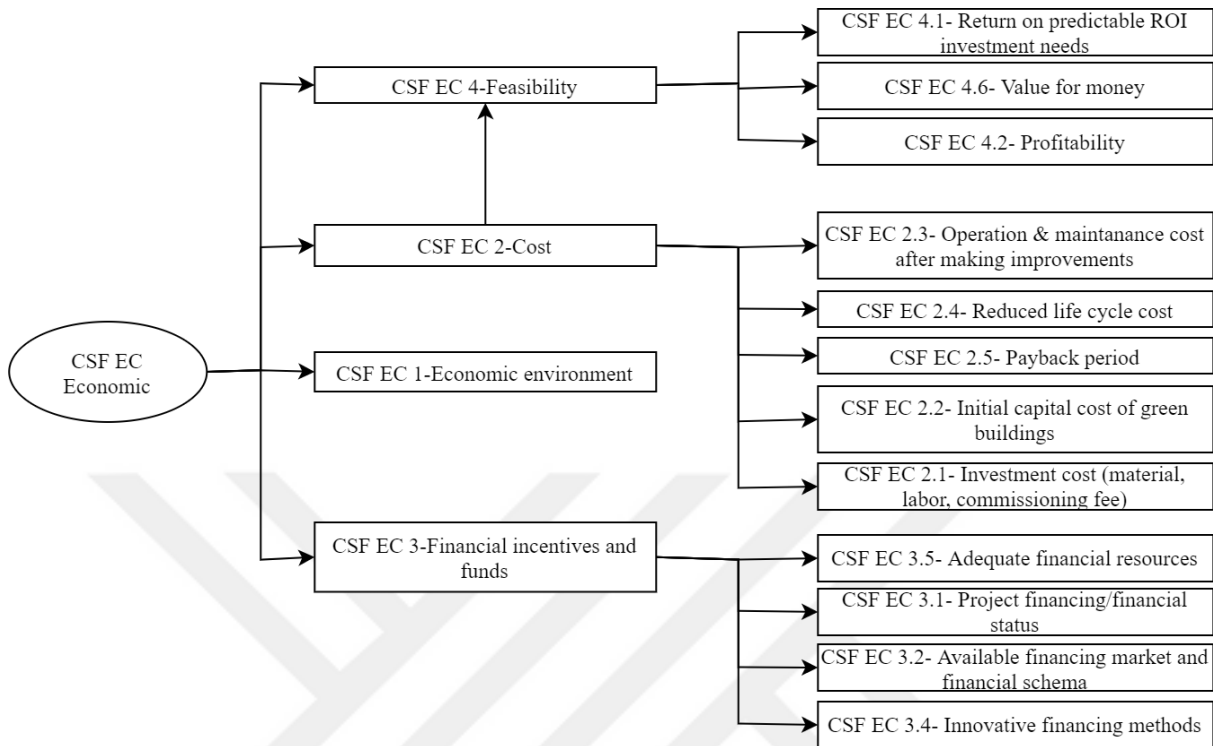 CSF EC 4.1- Return on predictable ROI
investment needs
CSF EC 4-Feasibility
CSF EC 4.6- Value for money
CSF EC 4.2- Profitability
CSF EC 2-Cost
CSF EC 2.3- Operation & maintanance cost
after making improvements
CSF EC 2.4- Reduced life cycle cost
CSF EC
Economic
CSF EC 1-Economic environment
CSF EC 2.5- Payback period
CSF EC 2.2- Initial capital cost of green
buildings
CSF EC 2.1- Investment cost (material,
labor, commissioning fee)
CSF EC 3-Financial incentives and
funds
CSF EC 3.5- Adequate financial resources
CSF EC 3.1- Project financing/financial
status
CSF EC 3.2- Available financing market and
financial schema
CSF EC 3.4- Innovative financing methods